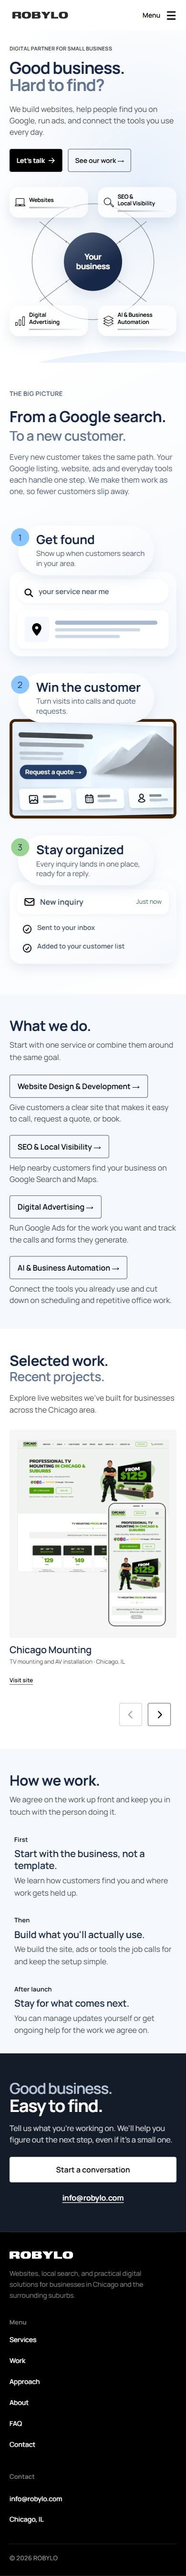 ROBYLO
Menu
DIGITAL PARTNER FOR SMALL BUSINESS
Good business.
Hard to find?
We build websites, help people find you on
Google, run ads, and connect the tools you use
every day.
Let's talk →
See our work →
Websites
SEO &
Local Visibility
Your
business
Digital
Advertising
AI & Business
Automation
THE BIG PICTURE
From a Google search.
To a new customer.
Every new customer takes the same path. Your
Google listing, website, ads and everyday tools
each handle one step. We make them work as
one, so fewer customers slip away.
1
Get found
Show up when customers search
in your area.
your service near me
2
Win the customer
Turn visits into calls and quote
requests.
Request a quote →
3
Stay organized
Every inquiry lands in one place,
ready for a reply.
New inquiry
Just now
Sent to your inbox
Added to your customer list
What we do.
Start with one service or combine them around
the same goal.
Website Design & Development →
Give customers a clear site that makes it easy
to call, request a quote, or book.
SEO & Local Visibility →
Help nearby customers find your business on
Google Search and Maps.
Digital Advertising →
Run Google Ads for the work you want and track
the calls and forms they generate.
AI & Business Automation →
Connect the tools you already use and cut
down on scheduling and repetitive office work.
Selected work.
Recent projects.
Explore live websites we've built for businesses
across the Chicago area.
PROFESSIONAL TV
MOUNTING IN
CHICAGO &
SUBURBS
FROM
$129
PROFESSIONAL TV
MOUNTING IN
CHICAGO &
SUBURBS
FROM
$129
Chicago Mounting
TV mounting and AV installation · Chicago, IL
Visit site
How we work.
We agree on the work up front and keep you in
touch with the person doing it.
First
Start with the business, not a
template.
We learn how customers find you and where
work gets held up.
Then
Build what you'll actually use.
We build the site, ads or tools the job calls for
and keep the setup simple.
After launch
Stay for what comes next.
You can manage updates yourself or get
ongoing help for the work we agree on.
Good business.
Easy to find.
Tell us what you're working on. We'll help you
figure out the next step, even if it's a small one.
Start a conversation
info@robylo.com
ROBYLO
Websites, local search, and practical digital
solutions for businesses in Chicago and the
surrounding suburbs.
Menu
Services
Work
Approach
About
FAQ
Contact
Contact
info@robylo.com
Chicago, IL
© 2026 ROBYLO